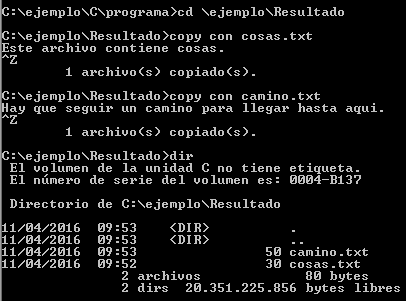 C:\ejemplo\C\programa>cd \ejemplo\Resultado
C:\ejemplo\Resultado>copy con cosas.txt
Este archivo contiene cosas.
^Z
1 archivo(s) copiado(s).
C:\ejemplo\Resultado>copy con camino.txt
Hay que seguir un camino para llegar hasta aqui.
^Z
1 archivo(s) copiado(s).
C:\ejemplo\Resultado>dir
El volumen de la unidad C no tiene etiqueta.
El número de serie del volumen es: 0004-B137
Directorio de C:\ejemplo\Resultado
11/04/2016 09:53 <DIR> .
11/04/2016 09:53 <DIR> ..
11/04/2016 09:53 50 camino.txt
11/04/2016 09:52 30 cosas.txt
2 archivos 80 bytes
2 dirs 20.351.225.856 bytes libres